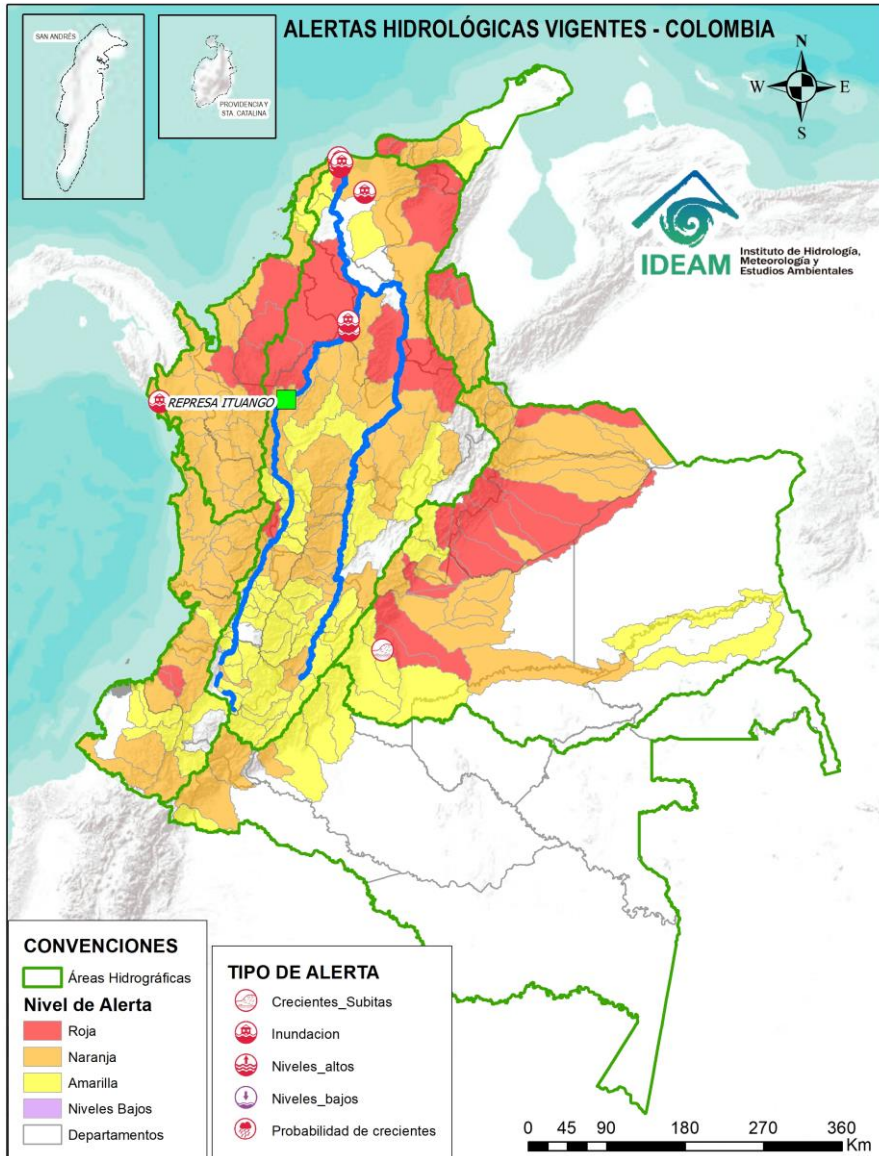 ALERTAS HIDROLÓGICAS VIGENTES - COLOMBIA
SAN ANDRÉS
PROVIDENCIA Y
STA. CATALINA
N
W
E
S
IDEAM
Instituto de Hidrología,
Meteorología y
Estudios Ambientales
REPRESA ITUANGO
CONVENCIONES
Áreas Hidrográficas
Nivel de Alerta
Roja
Naranja
Amarilla
Niveles Bajos
Departamentos
TIPO DE ALERTA
Crecientes_Subitas
Inundacion
Niveles_altos
Niveles_bajos
Probabilidad de crecientes
0 45 90 180 270 360
Km